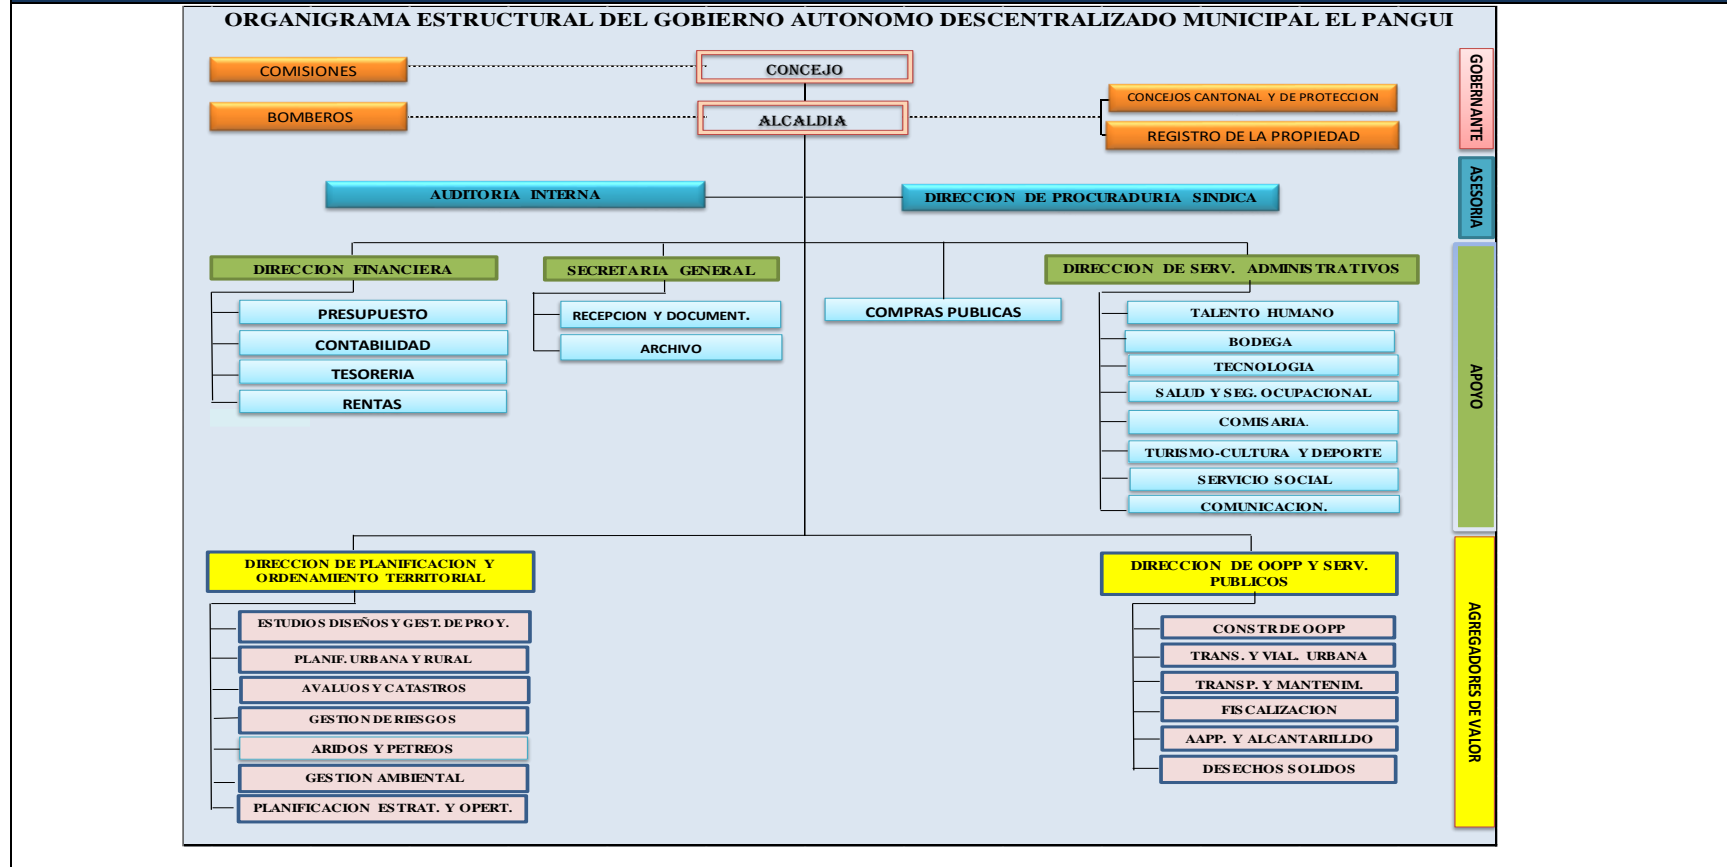 ORGANIGRAMA ESTRUCTURAL DEL GOBIERNO AUTONOMO DESCENTRALIZADO MUNICIPAL EL PANGUI
COMISIONES
CONCEJO
BOMBEROS
ALCALDIA
CONCEJOS CANTONAL Y DE PROTECCION
REGISTRO DE LA PROPIEDAD
GOBERNANTE
AUDITORIA INTERNA
DIRECCION DE PROCURADURIA SINDICA
ASESORIA
DIRECCION FINANCIERA
PRESUPUESTO
CONTABILIDAD
TESORERIA
RENTAS
SECRETARIA GENERAL
RECEPCION Y DOCUMENT.
ARCHIVO
COMPRAS PUBLICAS
DIRECCION DE SERV. ADMINISTRATIVOS
TALENTO HUMANO
BODEGA
TECNOLOGIA
SALUD Y SEG. OCUPACIONAL
COMISARIA.
TURISMO-CULTURA Y DEPORTE
SERVICIO SOCIAL
COMUNICACION.
APOYO
DIRECCION DE PLANIFICACION Y
ORDENAMIENTO TERRITORIAL
ESTUDIOS DISEÑOS Y GEST. DE PROY.
PLANIF. URBANA Y RURAL
AVALUOS Y CATASTROS
GESTION DE RIESGOS
ARIDOS Y PETREOS
GESTION AMBIENTAL
PLANIFICACION ESTRAT. Y OPERT.
DIRECCION DE OOPP Y SERV.
PUBLICOS
CONSTR DE OOPP
TRANS. Y VIAL. URBANA
TRANSP. Y MANTENIM.
FISCALIZACION
AAPP. Y ALCANTARILLDO
DESECHOS SOLIDOS
AGREGADORES DE VALOR